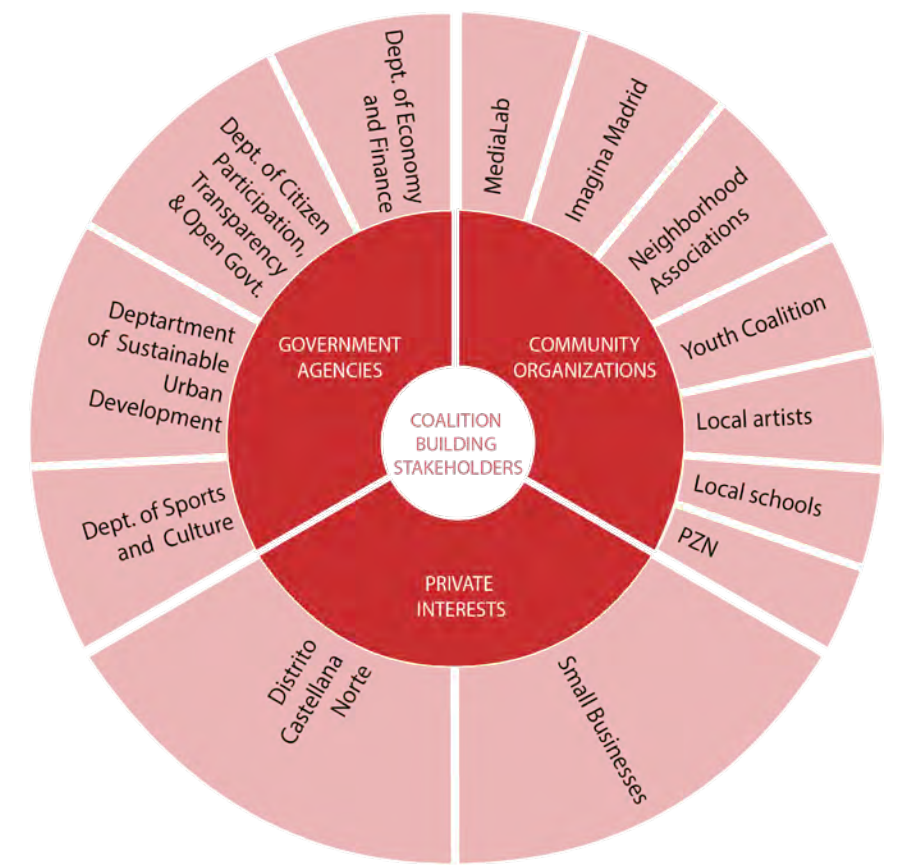 COALITION
BUILDING
STAKEHOLDERS
GOVERNMENT
AGENCIES
Dept. of Economy
and Finance
Dept. of Citizen
Participation,
Transparency
& Open Govt.
Deptartment
of Sustainable
Urban
Development
Dept. of Sports
and Culture
COMMUNITY
ORGANIZATIONS
MediaLab
Imagina Madrid
Neighborhood
Associations
Youth Coalition
Local artists
Local schools
PZN
PRIVATE
INTERESTS
Distrito
Castellana
Norte
Small Businesses